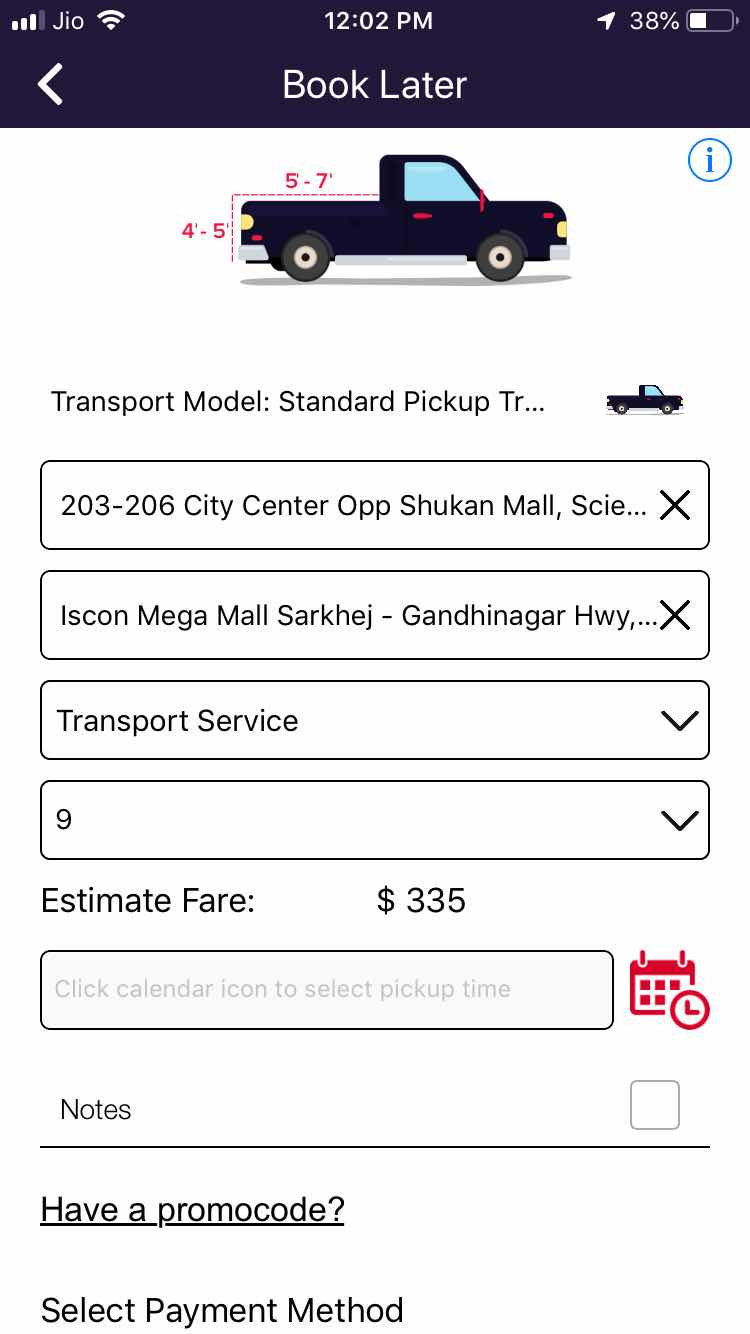 Jio 12:02 PM 38%
Book Later
i
5' - 7'
4' - 5'
Transport Model: Standard Pickup Tr...
203-206 City Center Opp Shukan Mall, Scie...
Iscon Mega Mall Sarkhej - Gandhinagar Hwy,...
Transport Service
9
Estimate Fare: $ 335
Click calendar icon to select pickup time
Notes
Have a promocode?
Select Payment Method